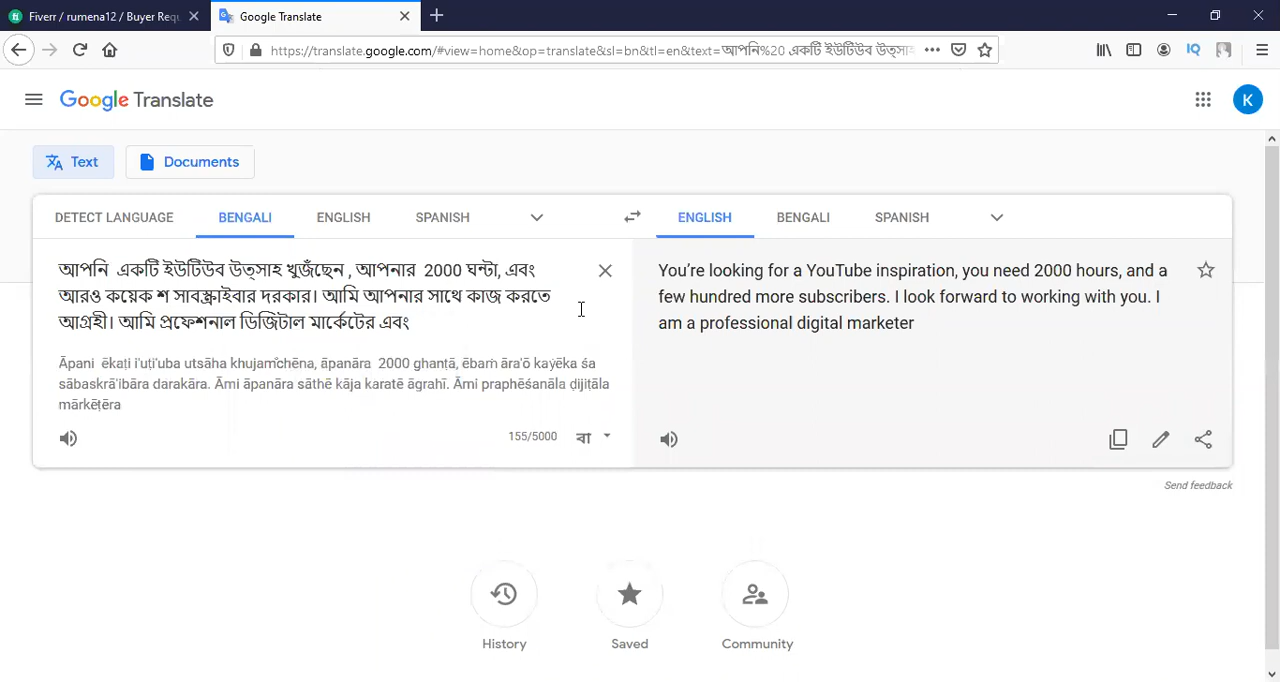 Fiverr / rumena12 / Buyer Requ
Google Translate
https://translate.google.com/#view=home&op=translate&sl=bn&tl=en&text=আপনি%20 একটি ইউটিউব উত্সাহ
IQ
Google Translate
K
Text
Documents
DETECT LANGUAGE
BENGALI
ENGLISH
SPANISH
ENGLISH
BENGALI
SPANISH
আপনি একটি ইউটিউব উত্সাহ খুজঁছেন , আপনার 2000 ঘন্টা, এবং
আরও কয়েক শ সাবস্ক্রাইবার দরকার। আমি আপনার সাথে কাজ করতে
আগ্রহী। আমি প্রফেশনাল ডিজিটাল মার্কেটের এবং
Āpani ēkaṭi i'uṭi'uba utsāha khujam̐chēna, āpanāra 2000 ghanṭā, ēbaṁ āra'ō kaẏēka śa
sābaskrā'ibāra darakāra. Āmi āpanāra sāthē kāja karatē āgrahī. Āmi praphēśanāla ḍijiṭāla
mārkēṭēra
155/5000
বা
You're looking for a YouTube inspiration, you need 2000 hours, and a
few hundred more subscribers. I look forward to working with you. I
am a professional digital marketer
Send feedback
History
Saved
Community